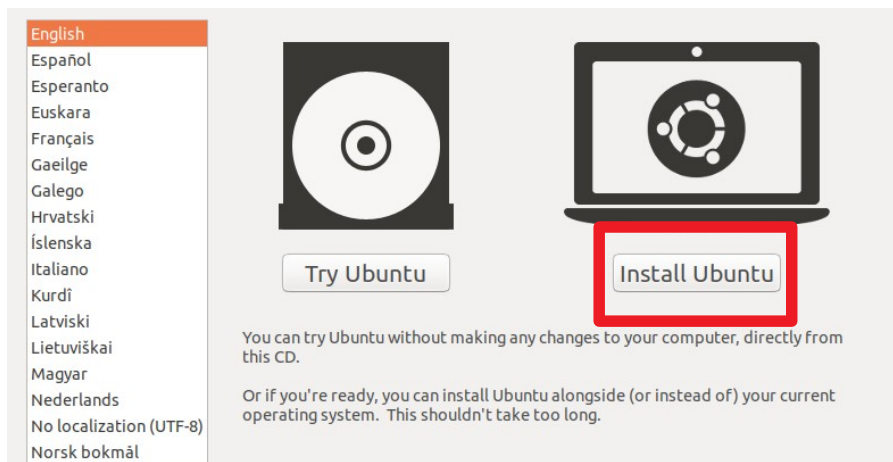 English
Español
Esperanto
Euskara
Français
Gaeilge
Galego
Hrvatski
Íslenska
Italiano
Kurdî
Latviski
Lietuviškai
Magyar
Nederlands
No localization (UTF-8)
Norsk bokmål
Try Ubuntu
Install Ubuntu
You can try Ubuntu without making any changes to your computer, directly from
this CD.
Or if you're ready, you can install Ubuntu alongside (or instead of) your current
operating system.  This shouldn't take too long.